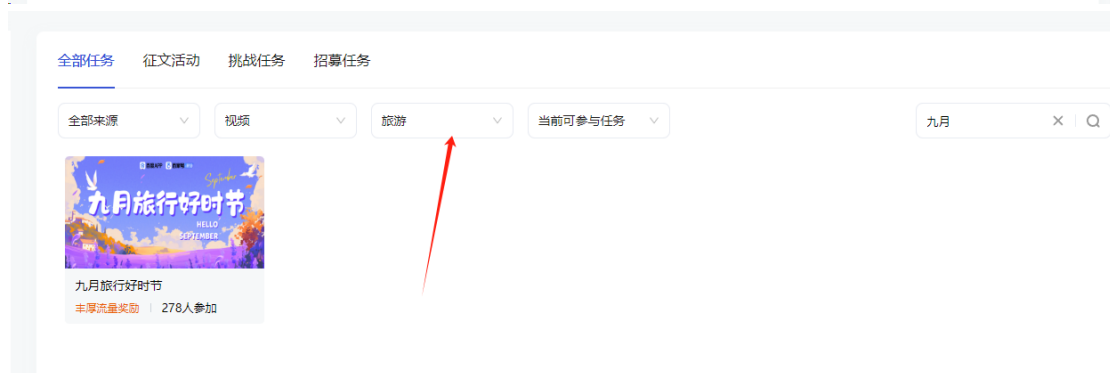 全部任务 征文活动 挑战任务 招募任务
全部来源 视频 旅游 当前可参与任务 九月
September
九月旅行好时节
HELLO
SEPTEMBER
九月旅行好时节
丰厚流量奖励 278人参加